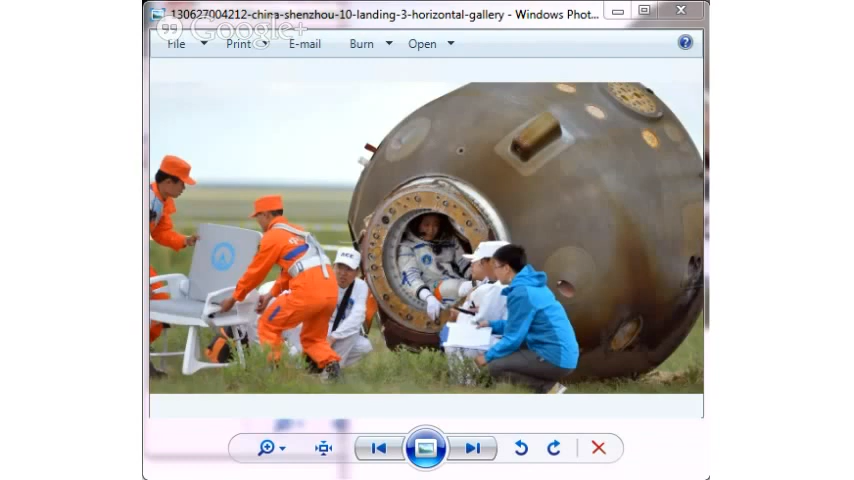 130627004212-china-shenzhou-10-landing-3-horizontal-gallery - Windows Phot...
Google+
File Print E-mail Burn Open